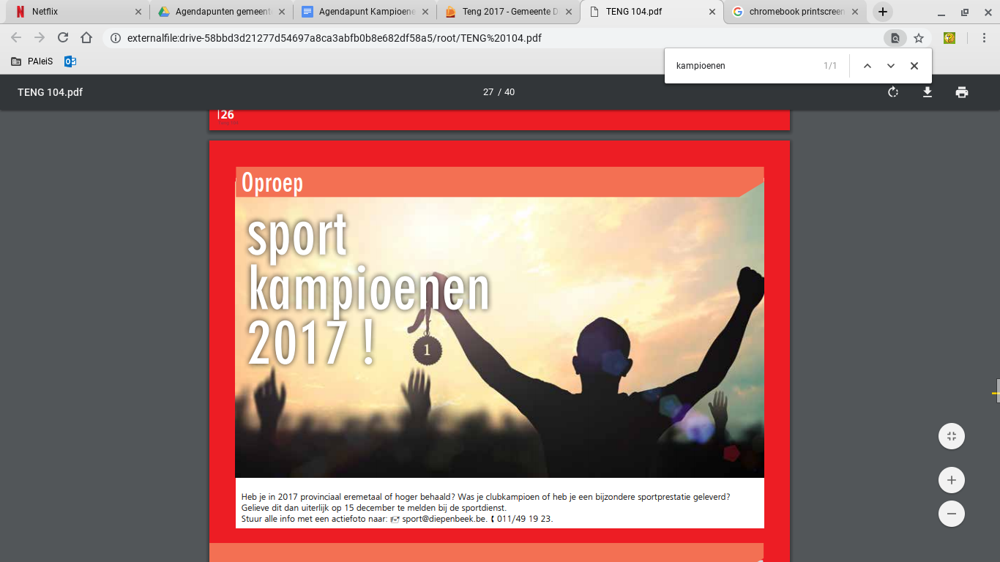 Netflix
Agendapunten gemeent
Agendapunt Kampioene
Teng 2017 - Gemeente D
TENG 104.pdf
chromebook printscreen
externalfile:drive-58bbd3d21277d54697a8ca3abfb0b8e682df58a5/root/TENG%20104.pdf
PAleiS
kampioenen
1/1
TENG 104.pdf
27 / 40
|26
Oproep
sport
kampioenen
2017 !
1
Heb je in 2017 provinciaal eremetaal of hoger behaald? Was je clubkampioen of heb je een bijzondere sportprestatie geleverd?
Gelieve dit dan uiterlijk op 15 december te melden bij de sportdienst.
Stuur alle info met een actiefoto naar: sport@diepenbeek.be. 011/49 19 23.